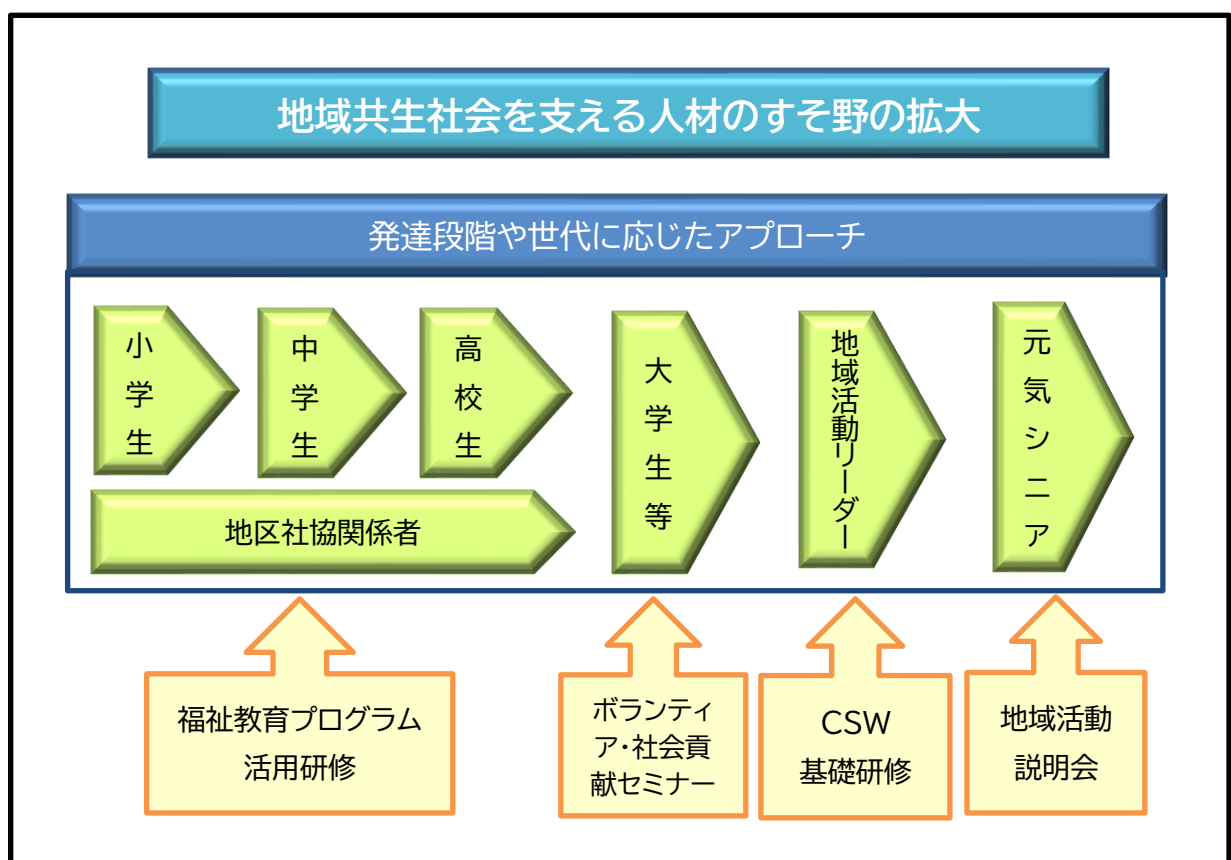 地域共生社会を支える人材のすそ野の拡大
発達段階や世代に応じたアプローチ
小学生
中学生
高校生
大学生等
地域活動リーダー
元気シニア
地区社協関係者
福祉教育プログラム
活用研修
ボランティ
ア・社会貢
献セミナー
CSW
基礎研修
地域活動
説明会